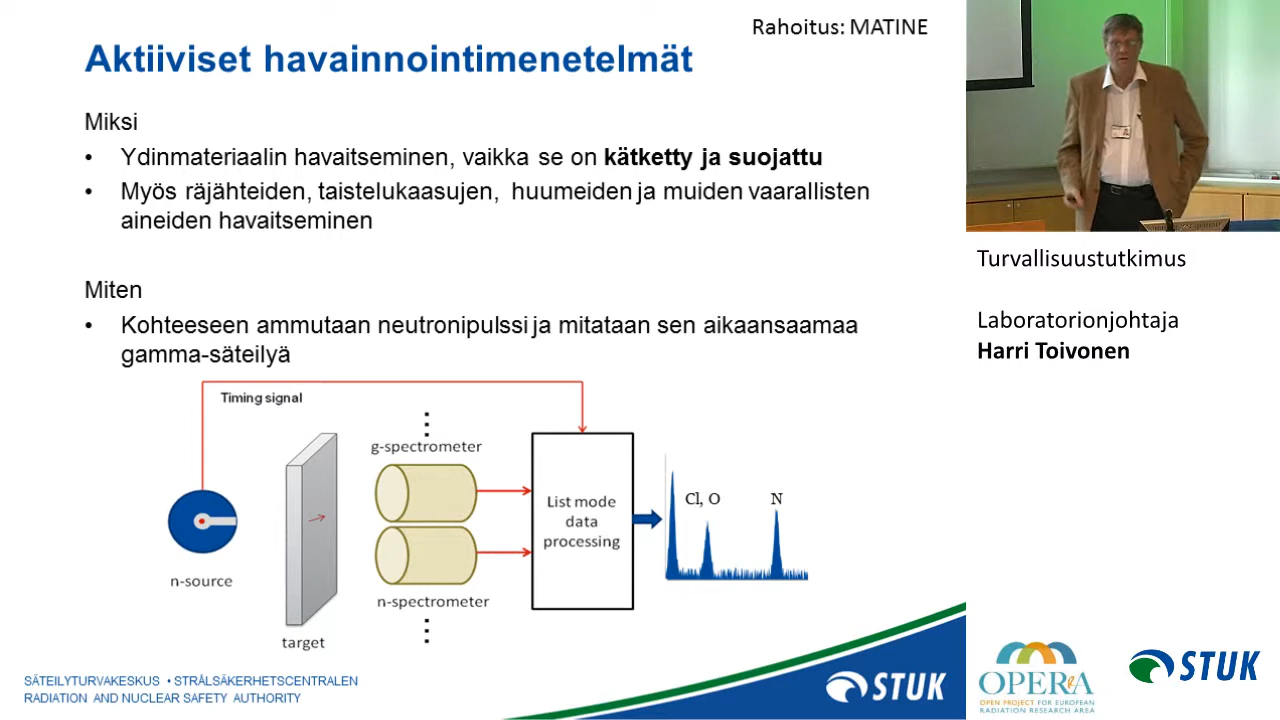 Rahoitus: MATINE
Aktiiviset havainnointimenetelmät
Miksi
• Ydinmateriaalin havaitseminen, vaikka se on kätketty ja suojattu
• Myös räjähteiden, taistelukaasujen, huumeiden ja muiden vaarallisten
aineiden havaitseminen
Miten
• Kohteeseen ammutaan neutronipulssi ja mitataan sen aikaansaamaa
gamma-säteilyä
Timing signal
g-spectrometer
n-source
target
n-spectrometer
List mode
data
processing
Cl, O
N
SÄTEILYTURVAKESKUS • STRÅLSÄKERHETSCENTRALEN
RADIATION AND NUCLEAR SAFETY AUTHORITY
STUK
Turvallisuustutkimus
Laboratorionjohtaja
Harri Toivonen
OPERA
OPEN PROJECT FOR EUROPEAN
RADIATION RESEARCH AREA
STUK